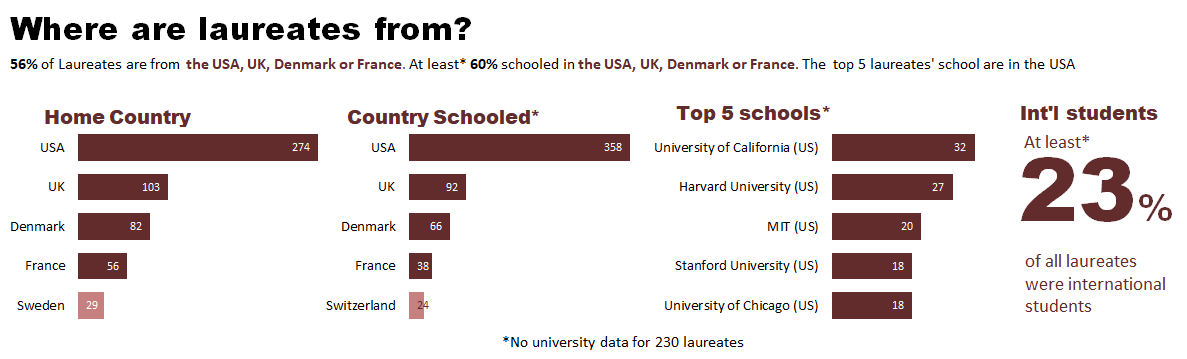 Where are laureates from?
56% of Laureates are from the USA, UK, Denmark or France. At least* 60% schooled in the USA, UK, Denmark or France. The top 5 laureates' school are in the USA
Home Country
USA 274
UK 103
Denmark 82
France 56
Sweden 29
Country Schooled*
USA 358
UK 92
Denmark 66
France 38
Switzerland 24
Top 5 schools*
University of California (US) 32
Harvard University (US) 27
MIT (US) 20
Stanford University (US) 18
University of Chicago (US) 18
Int'l students
At least*
23%
of all laureates
were international
students
*No university data for 230 laureates